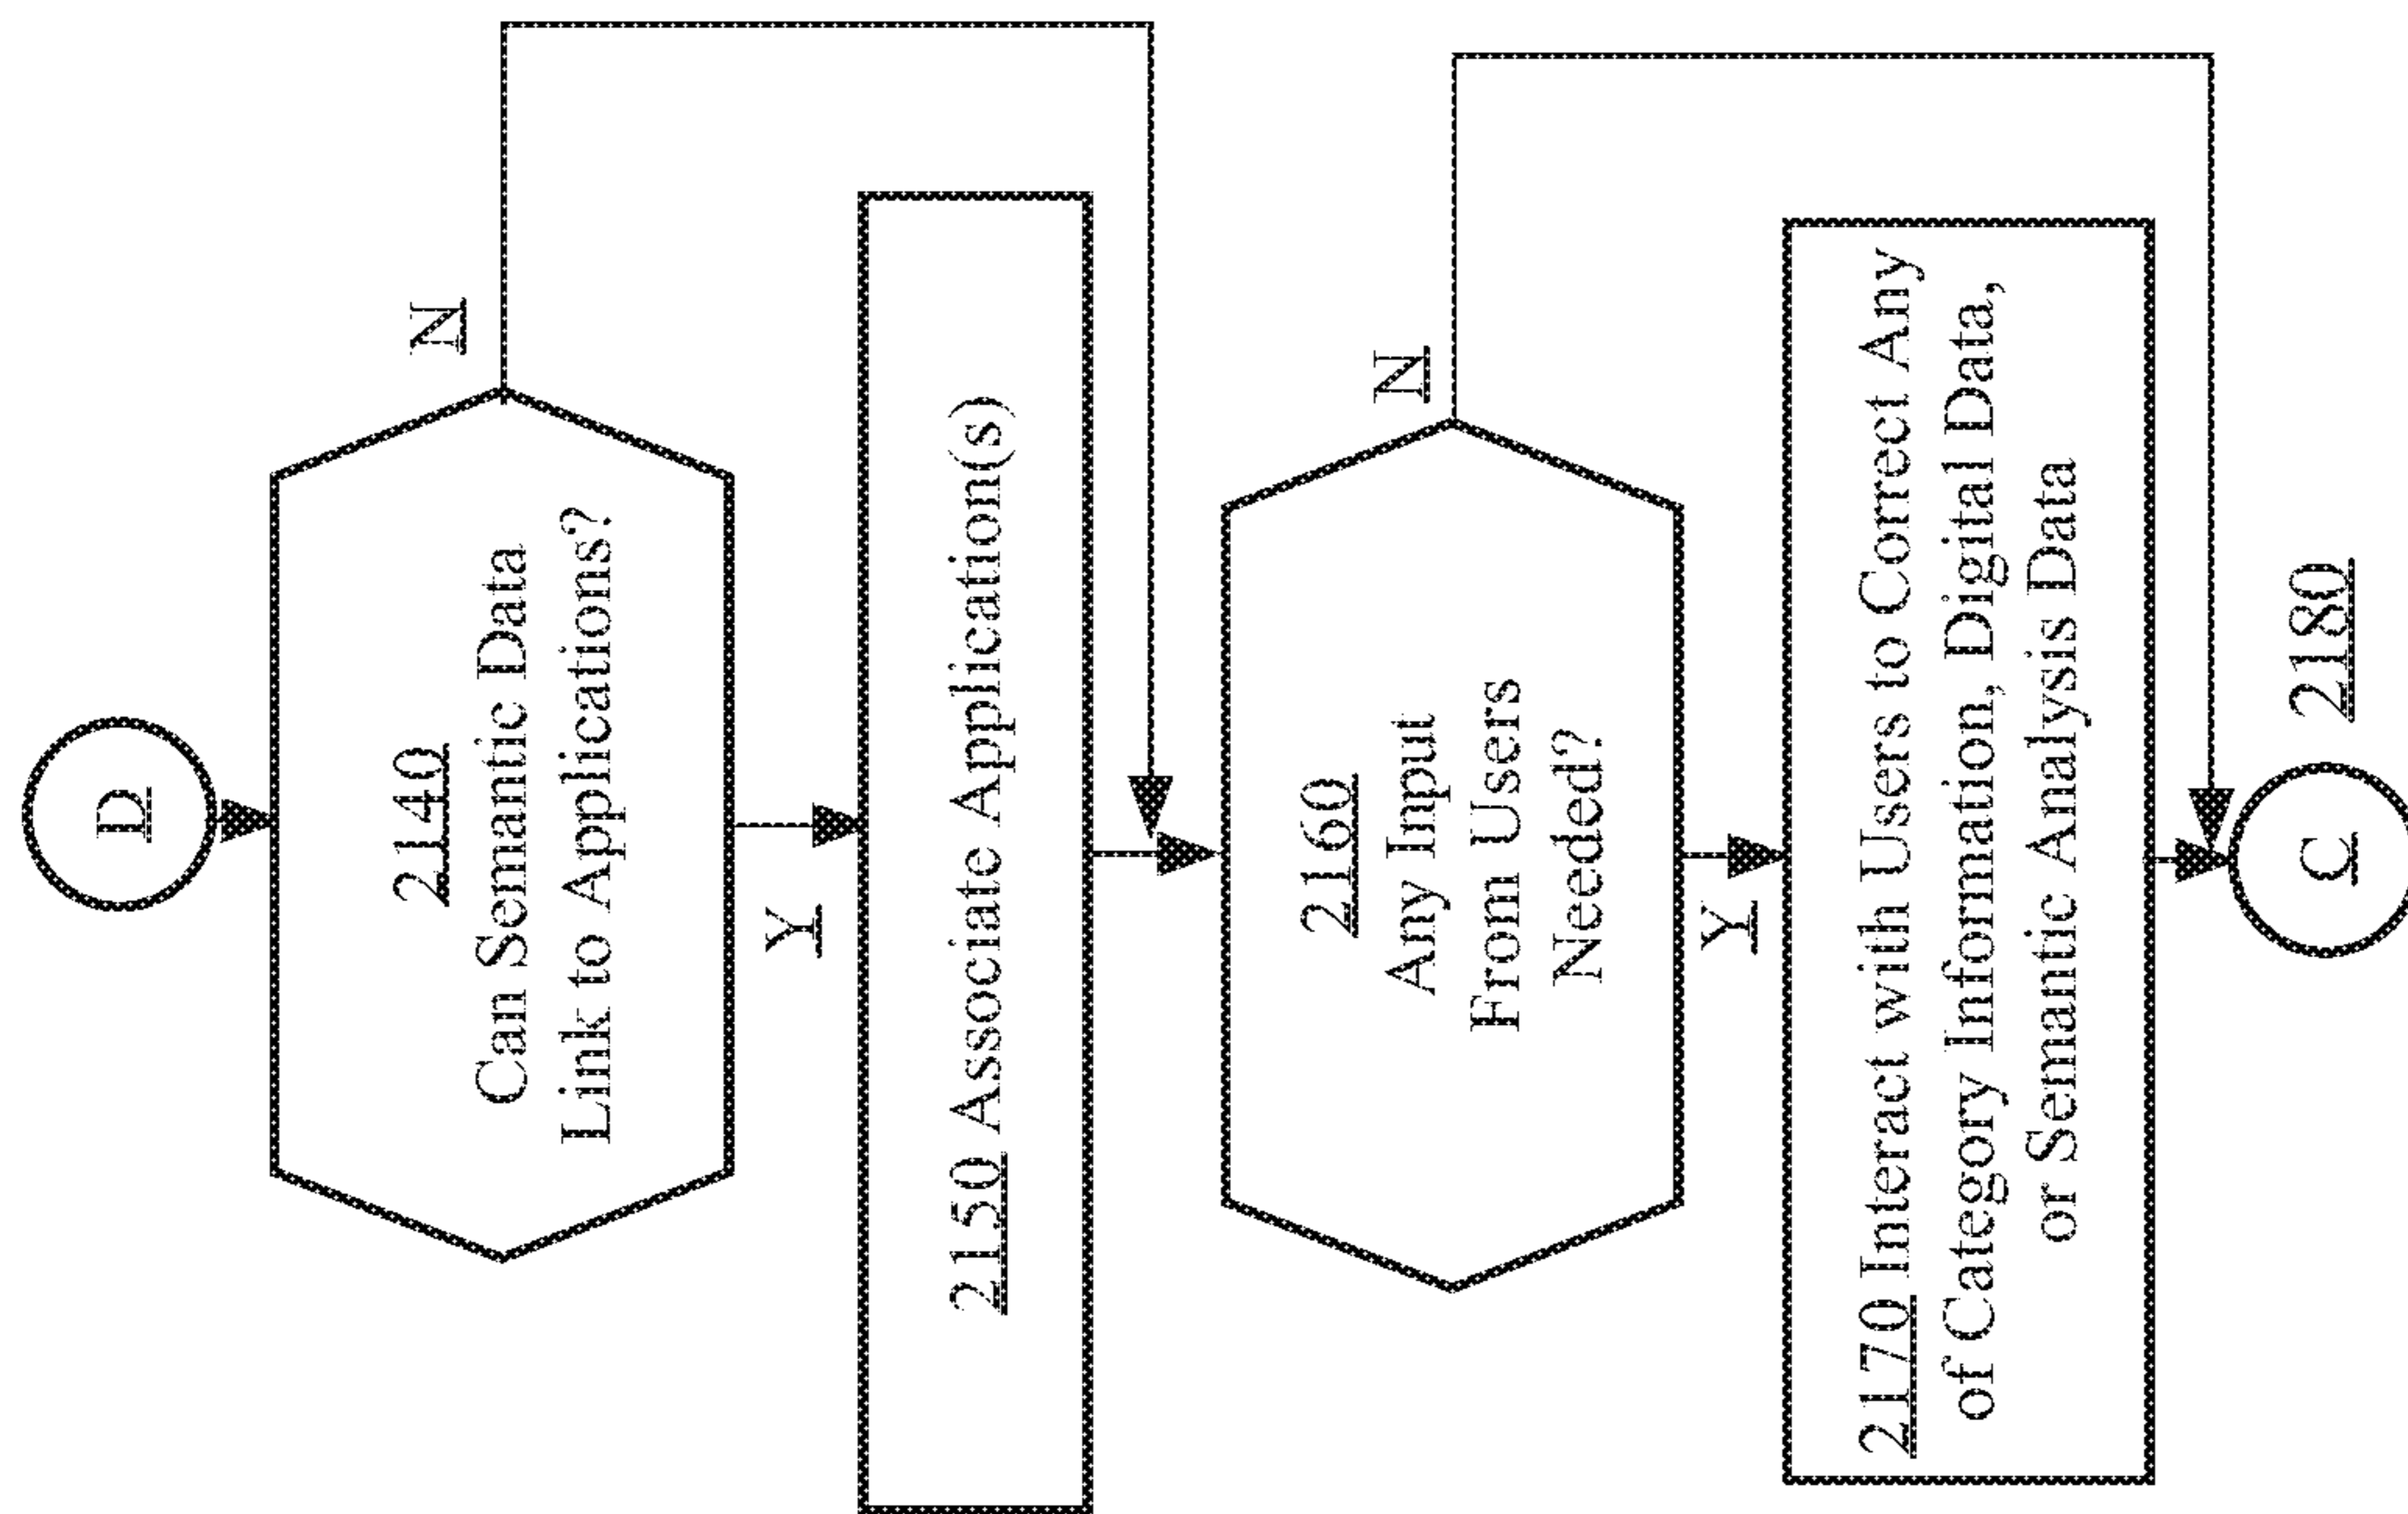 D
2140
Can Semantic Data
Link to Applications?
N
Y
2150 Associate Application(s)
2160
Any Input
From Users
Needed?
N
Y
2170 Interact with Users to Correct Any
of Category Information, Digital Data,
or Semantic Analysis Data
C
2180